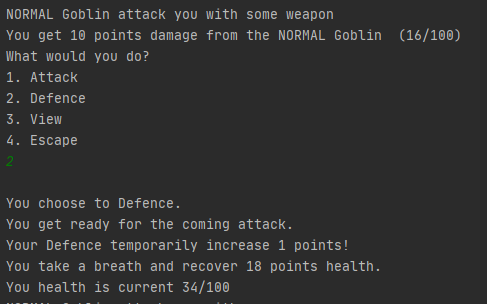 NORMAL Goblin attack you with some weapon
You get 10 points damage from the NORMAL Goblin  (16/100)
What would you do?
1. Attack
2. Defence
3. View
4. Escape
2
You choose to Defence.
You get ready for the coming attack.
Your Defence temporarily increase 1 points!
You take a breath and recover 18 points health.
You health is current 34/100